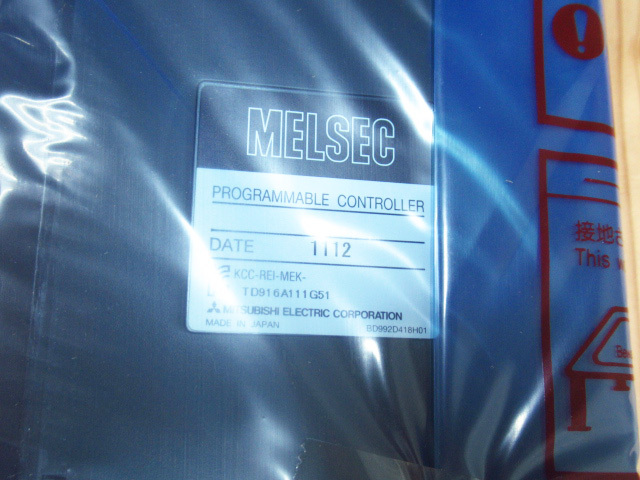 MELSEC
PROGRAMMABLE CONTROLLER
DATE 1112
KCC-REI-MEK-
TD916A111G51
MITSUBISHI ELECTRIC CORPORATION
MADE IN JAPAN BD992D418H01
接地
This